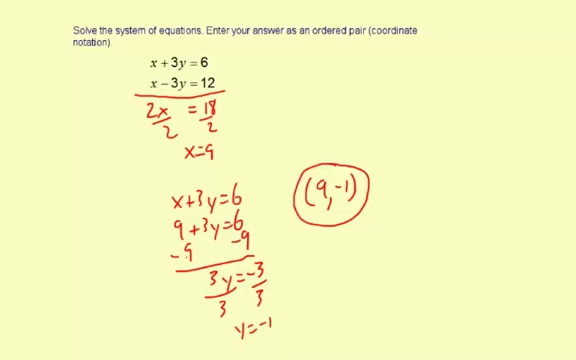 Solve the system of equations. Enter your answer as an ordered pair (coordinate
notation).
x + 3y = 6
x − 3y = 12
2x/2 = 18/2
x=9
x+3y=6
9+3y=6
−9 −9
3y/3 = −3/3
y=−1
(9,−1)